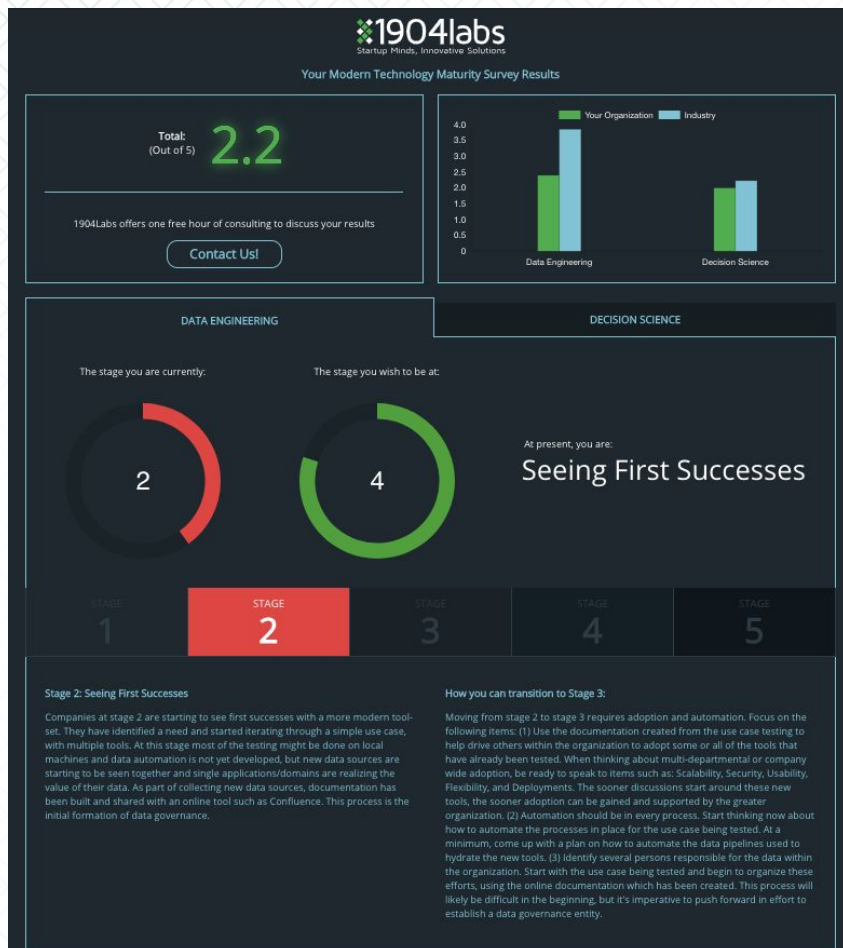 1904labs
Startup Minds, Innovative Solutions
Your Modern Technology Maturity Survey Results
Total:
(Out of 5)
2.2
1904Labs offers one free hour of consulting to discuss your results
Contact Us!
Your Organization
Industry
4.0
3.5
3.0
2.5
2.0
1.5
1.0
0.5
0
Data Engineering
Decision Science
DATA ENGINEERING
DECISION SCIENCE
The stage you are currently:
The stage you wish to be at:
2
4
At present, you are:
Seeing First Successes
STAGE
1
STAGE
2
STAGE
3
STAGE
4
STAGE
5
Stage 2: Seeing First Successes
Companies at stage 2 are starting to see first successes with a more modern tool-
set. They have identified a need and started iterating through a simple use case,
with multiple tools. At this stage most of the testing might be done on local
machines and data automation is not yet developed, but new data sources are
starting to be seen together and single applications/domains are realizing the
value of their data. As part of collecting new data sources, documentation has
been built and shared with an online tool such as Confluence. This process is the
initial formation of data governance.
How you can transition to Stage 3:
Moving from stage 2 to stage 3 requires adoption and automation. Focus on the
following items: (1) Use the documentation created from the use case testing to
help drive others within the organization to adopt some or all of the tools that
have already been tested. When thinking about multi-departmental or company
wide adoption, be ready to speak to items such as: Scalability, Security, Usability,
Flexibility, and Deployments. The sooner discussions start around these new
tools, the sooner adoption can be gained and supported by the greater
organization. (2) Automation should be in every process. Start thinking now about
how to automate the processes in place for the use case being tested. At a
minimum, come up with a plan on how to automate the data pipelines used to
hydrate the new tools. (3) Identify several persons responsible for the data within
the organization. Start with the use case being tested and begin to organize these
efforts, using the online documentation which has been created. This process will
likely be difficult in the beginning, but it's imperative to push forward in effort to
establish a data governance entity.